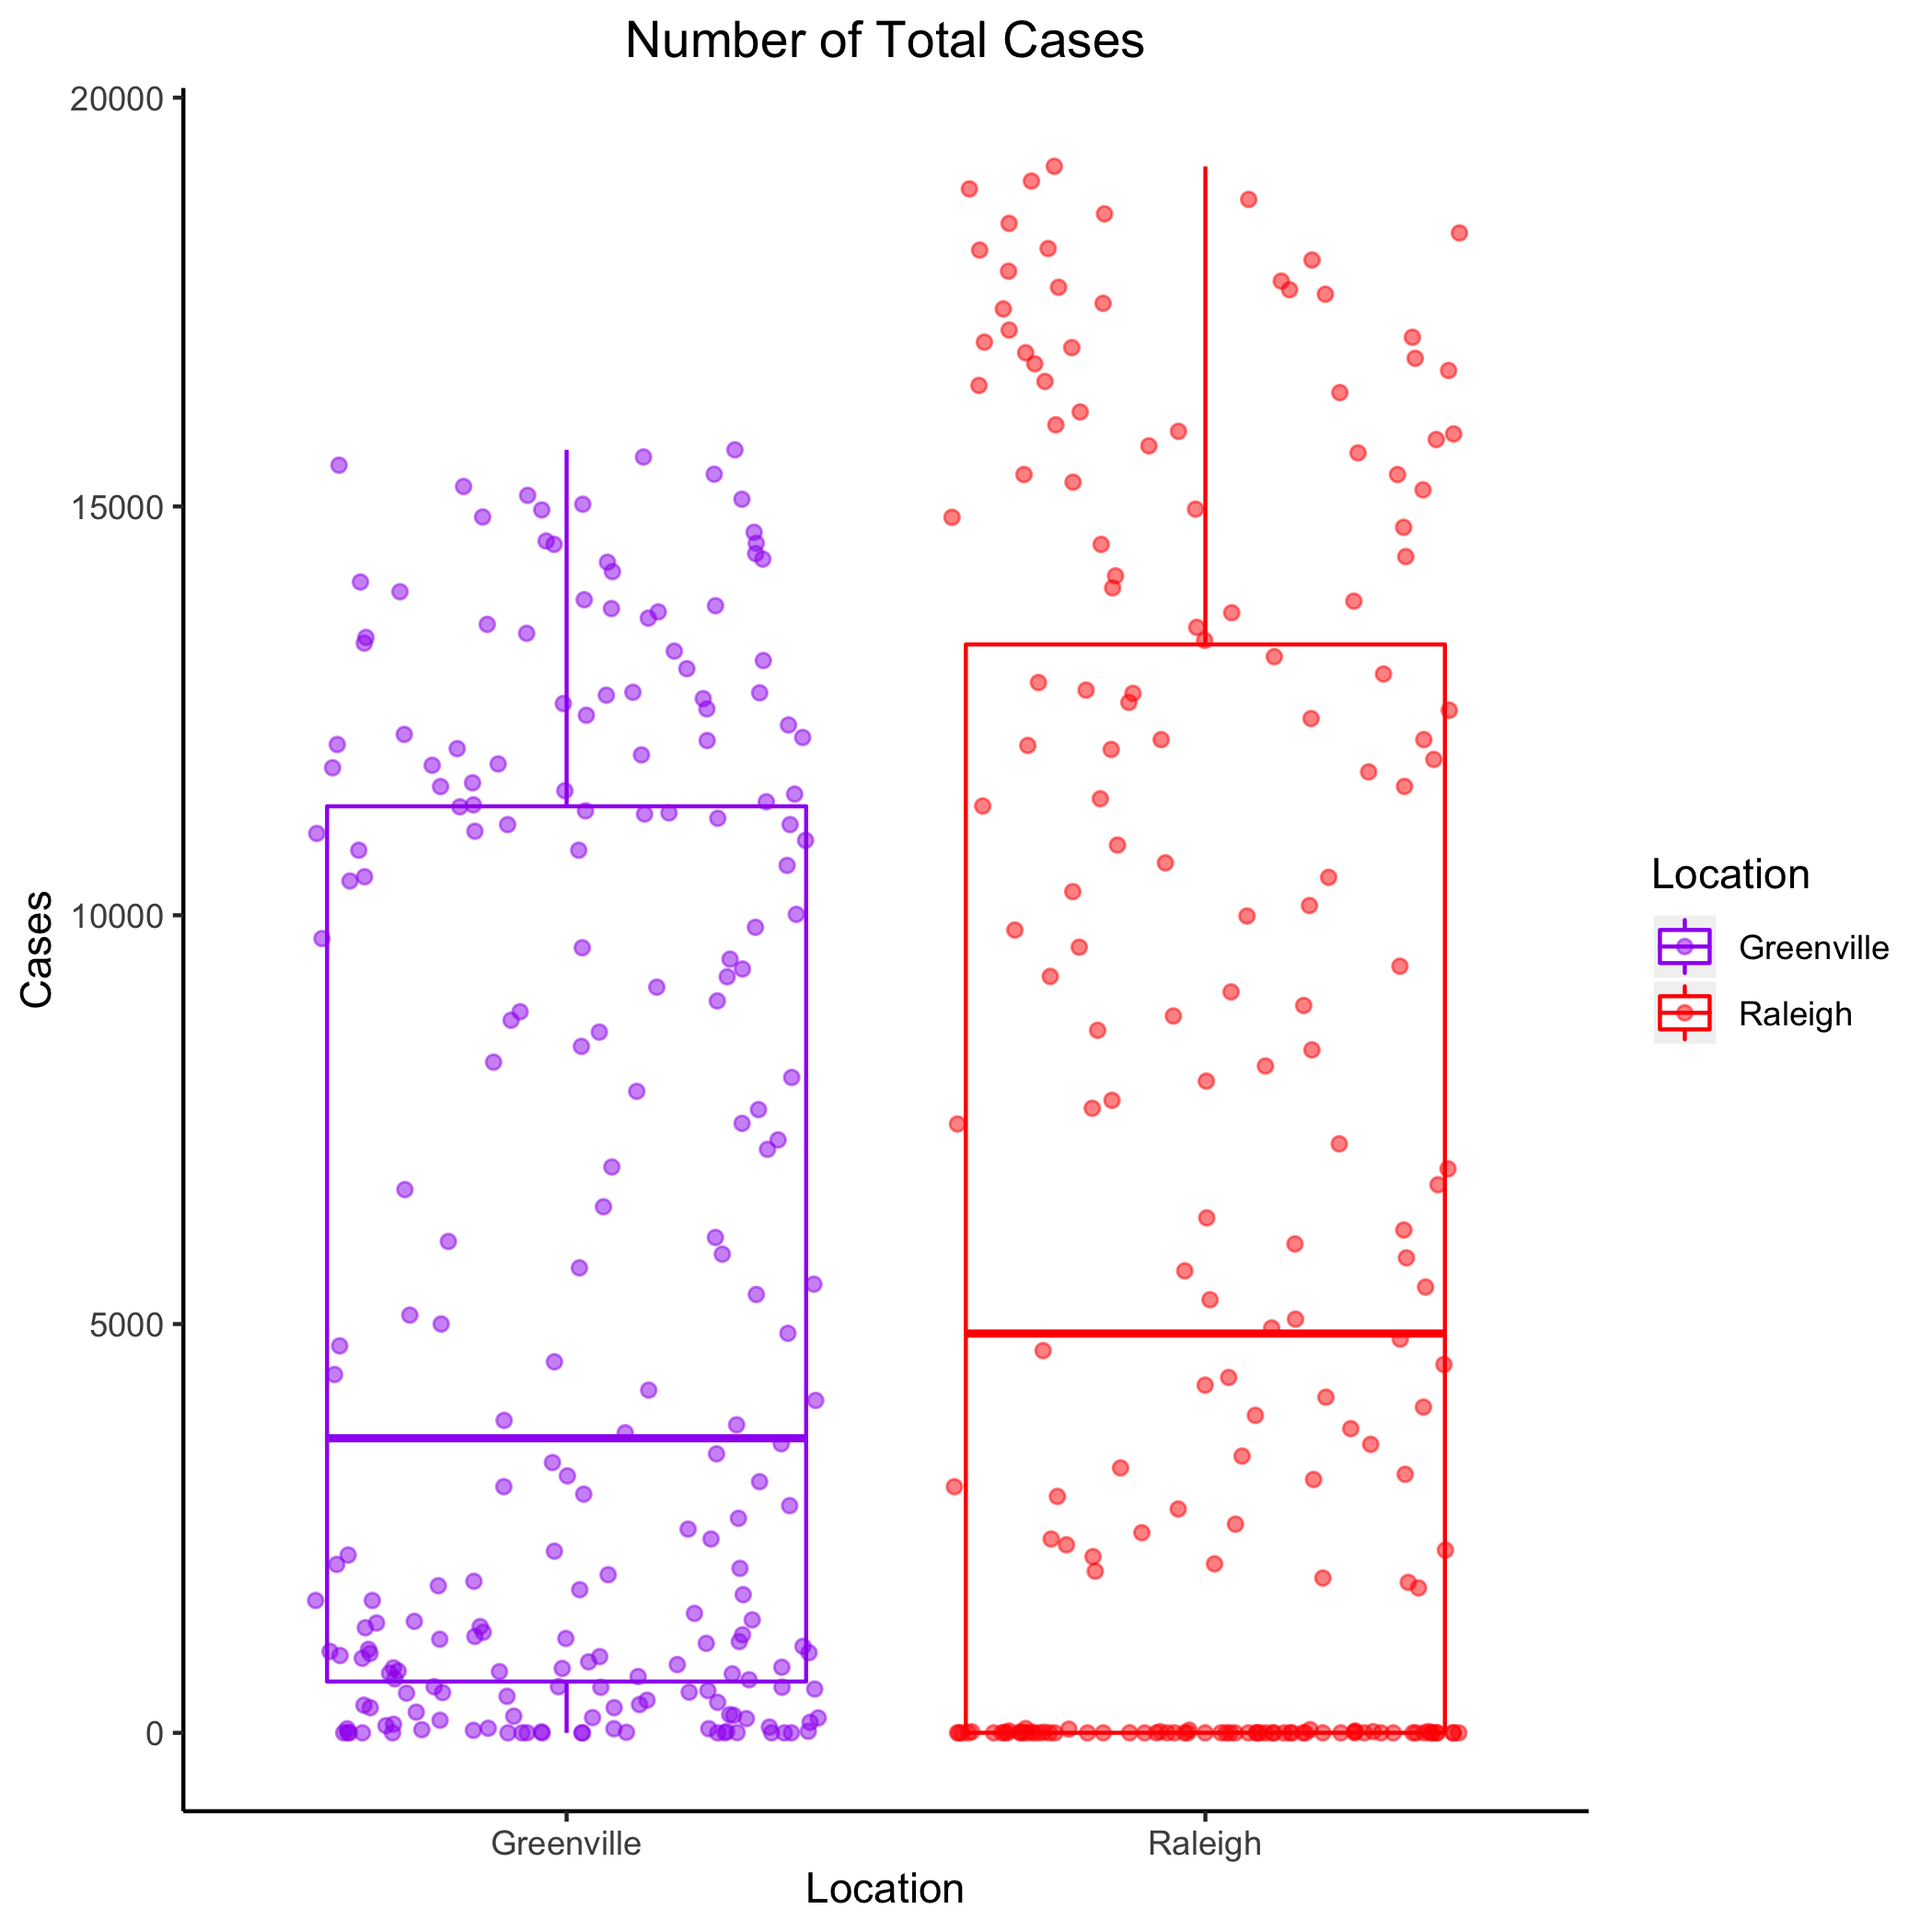 Number of Total Cases
20000
15000
10000
5000
0
Cases
Greenville
Raleigh
Location
Location
Greenville
Raleigh